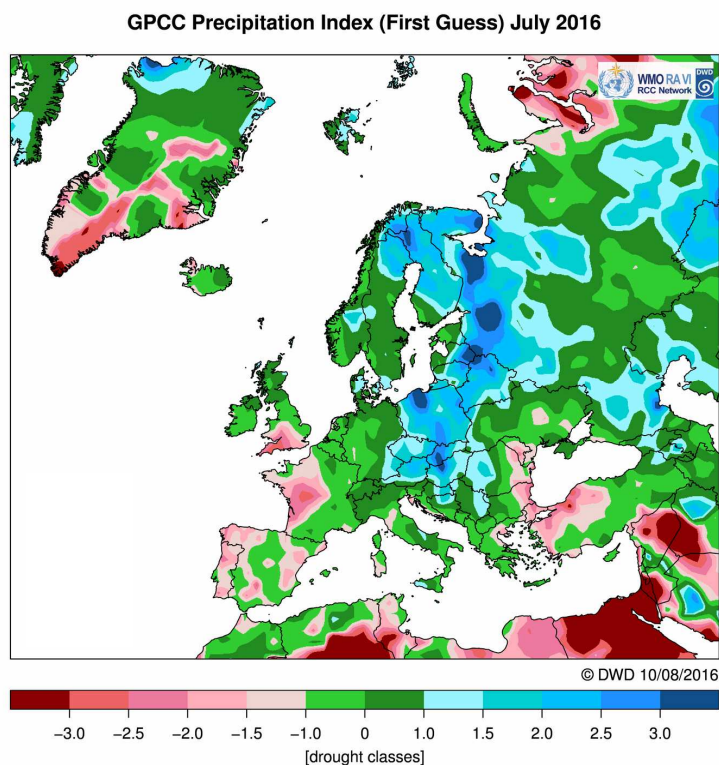 GPCC Precipitation Index (First Guess) July 2016
WMO RA VI
RCC Network
DWD
© DWD 10/08/2016
−3.0 −2.5 −2.0 −1.5 −1.0 0 1.0 1.5 2.0 2.5 3.0
[drought classes]